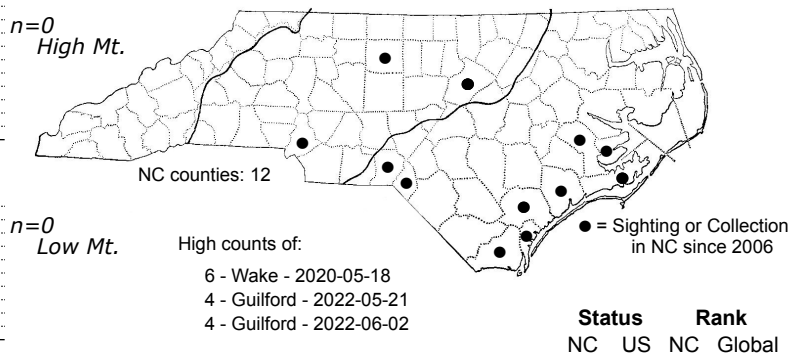 n=0
High Mt.
NC counties: 12
n=0
Low Mt.
High counts of:
6 - Wake - 2020-05-18
4 - Guilford - 2022-05-21
4 - Guilford - 2022-06-02
● = Sighting or Collection
in NC since 2006
Status Rank
NC US NC Global